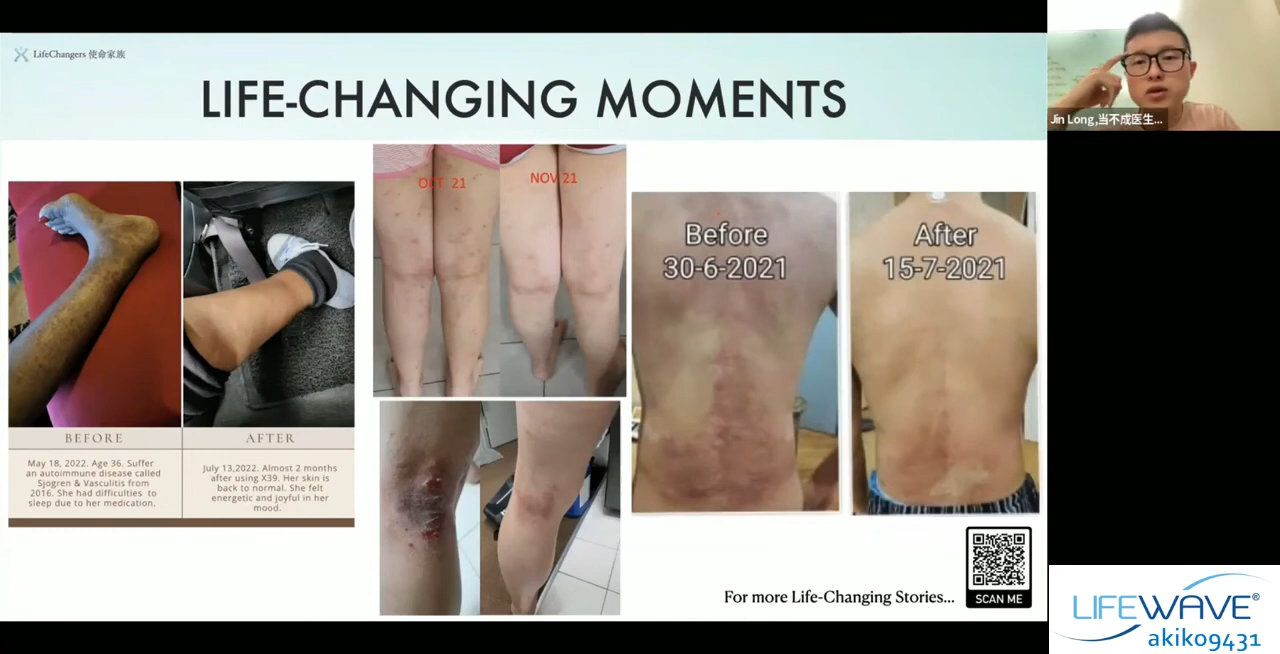 LifeChangers 使命家族
LIFE-CHANGING MOMENTS
Jin Long,当不成医生...
OCT. 21
NOV 21
Before
30-6-2021
After
15-7-2021
BEFORE
May 18, 2022. Age 36. Suffer
an autoimmune disease called
Sjogren & Vasculitis from
2016. She had difficulties to
sleep due to her medication.
AFTER
July 13,2022. Almost 2 months
after using X39. Her skin is
back to normal. She felt
energetic and joyful in her
mood.
For more Life-Changing Stories...
SCAN ME
LIFEWAVE®
akiko9431